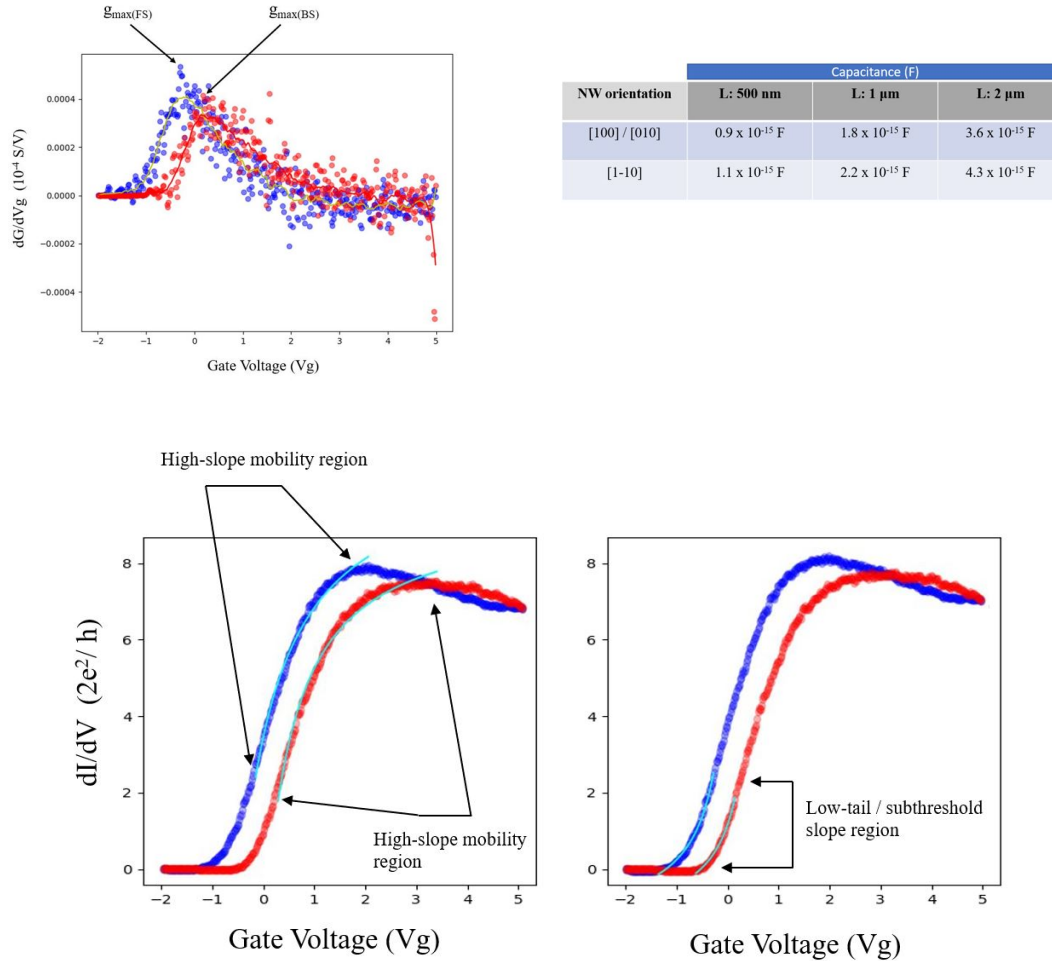 gmax(FS)
gmax(BS)
dG/dVg (10-4 S/V)
0.0004
0.0002
0.0000
−0.0002
−0.0004
−2 −1 0 1 2 3 4 5
Gate Voltage (Vg)
Capacitance (F)
NW orientation L: 500 nm L: 1 µm L: 2 µm
[100] / [010] 0.9 x 10-15 F 1.8 x 10-15 F 3.6 x 10-15 F
[1-10] 1.1 x 10-15 F 2.2 x 10-15 F 4.3 x 10-15 F
High-slope mobility region
dI/dV (2e2/ h)
8
6
4
2
0
−2 −1 0 1 2 3 4 5
High-slope mobility
region
Gate Voltage (Vg)
8
6
4
2
0
−2 −1 0 1 2 3 4 5
Low-tail / subthreshold
slope region
Gate Voltage (Vg)